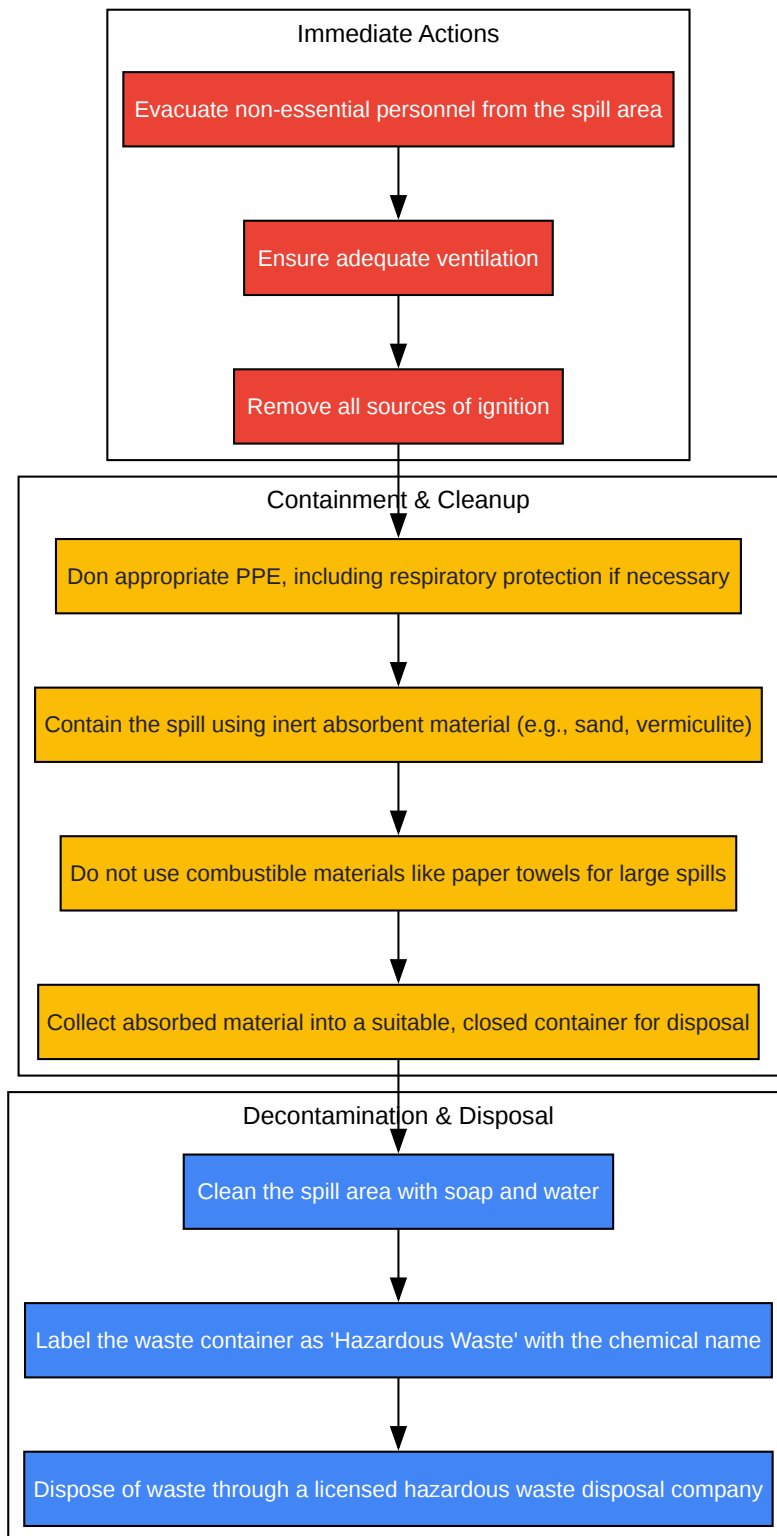 Immediate Actions
Evacuate non-essential personnel from the spill area
Ensure adequate ventilation
Remove all sources of ignition
Containment & Cleanup
Don appropriate PPE, including respiratory protection if necessary
Contain the spill using inert absorbent material (e.g., sand, vermiculite)
Do not use combustible materials like paper towels for large spills
Collect absorbed material into a suitable, closed container for disposal
Decontamination & Disposal
Clean the spill area with soap and water
Label the waste container as 'Hazardous Waste' with the chemical name
Dispose of waste through a licensed hazardous waste disposal company